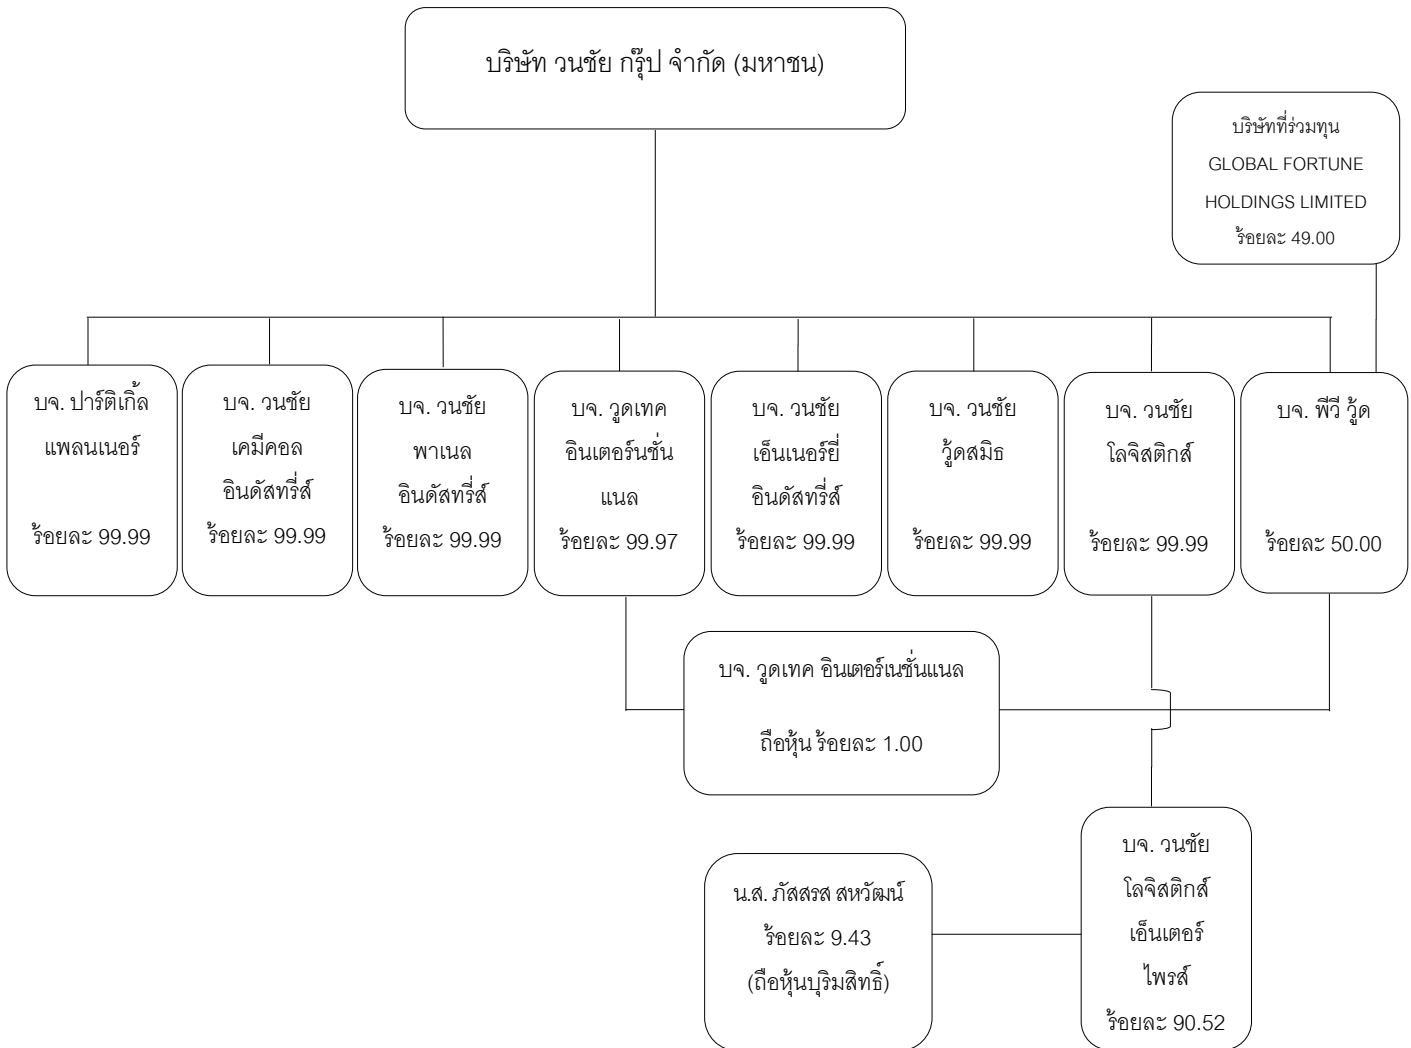 บริษัท วนชัย กรุ๊ป จำกัด (มหาชน)
บริษัทที่ร่วมทุน
GLOBAL FORTUNE
HOLDINGS LIMITED
ร้อยละ 49.00
บจ. ปาร์ติเกิ้ล
แพลนเนอร์
ร้อยละ 99.99
บจ. วนชัย
เคมีคอล
อินดัสทรี่ส์
ร้อยละ 99.99
บจ. วนชัย
พาเนล
อินดัสทรี่ส์
ร้อยละ 99.99
บจ. วูดเทค
อินเตอร์นชั่น
แนล
ร้อยละ 99.97
บจ. วนชัย
เอ็นเนอร์ยี่
อินดัสทรี่ส์
ร้อยละ 99.99
บจ. วนชัย
วู้ดสมิธ
ร้อยละ 99.99
บจ. วนชัย
โลจิสติกส์
ร้อยละ 99.99
บจ. พีวี วู้ด
ร้อยละ 50.00
บจ. วูดเทค อินเตอร์เนชั่นแนล
ถือหุ้น ร้อยละ 1.00
น.ส. ภัสสรส สหวัฒน์
ร้อยละ 9.43
(ถือหุ้นบุริมสิทธิ์)
บจ. วนชัย
โลจิสติกส์
เอ็นเตอร์
ไพรส์
ร้อยละ 90.52